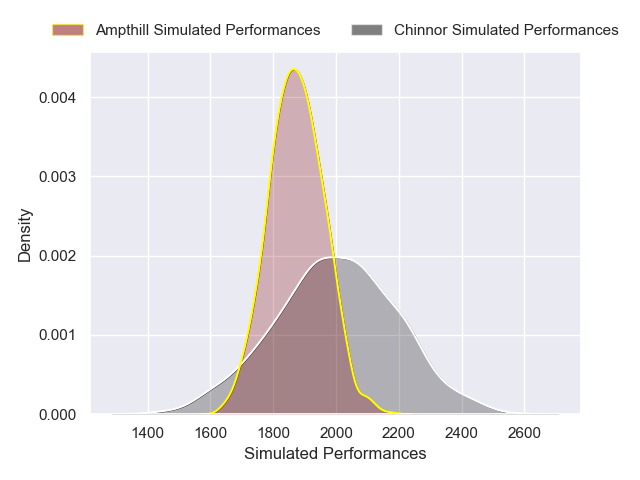 Ampthill Simulated Performances Chinnor Simulated Performances
0.004
0.003
0.002
0.001
0.000
Density
1400 1600 1800 2000 2200 2400 2600
Simulated Performances